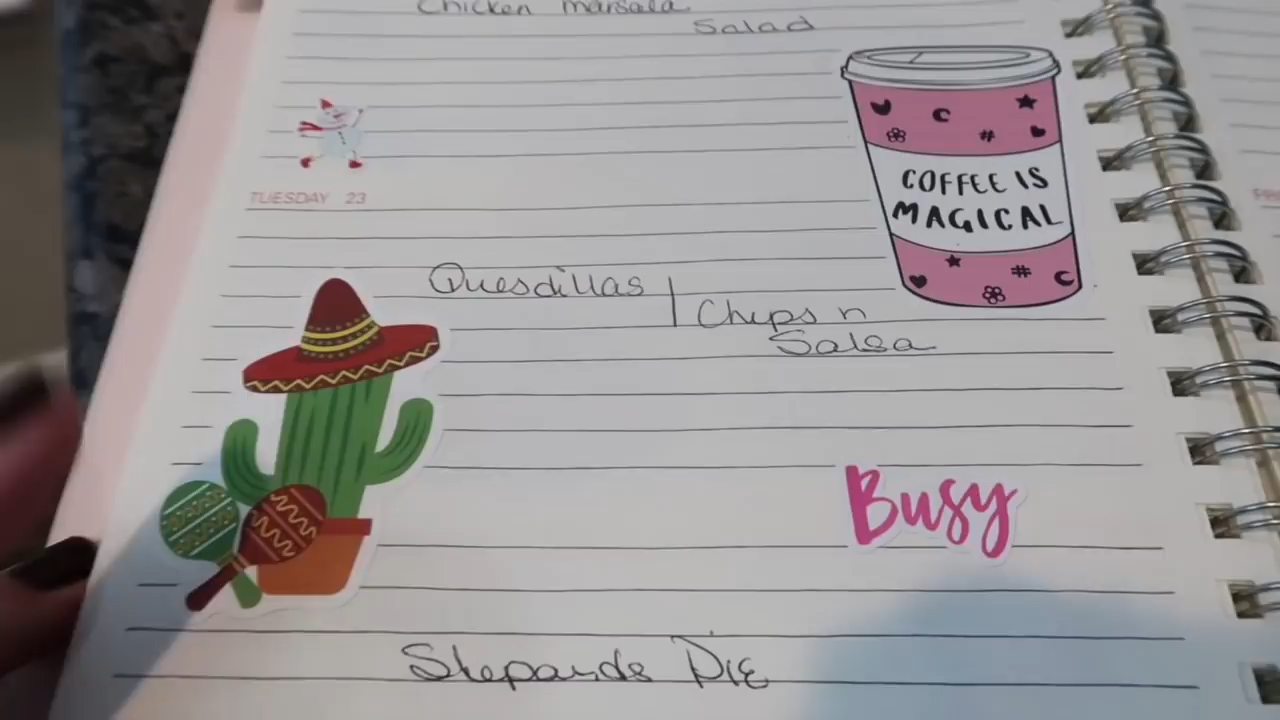 Chicken marsala
Salad
TUESDAY 23
COFFEE IS
MAGICAL
Quesdillas | Chips n
Salsa
Busy
Shepards Pie